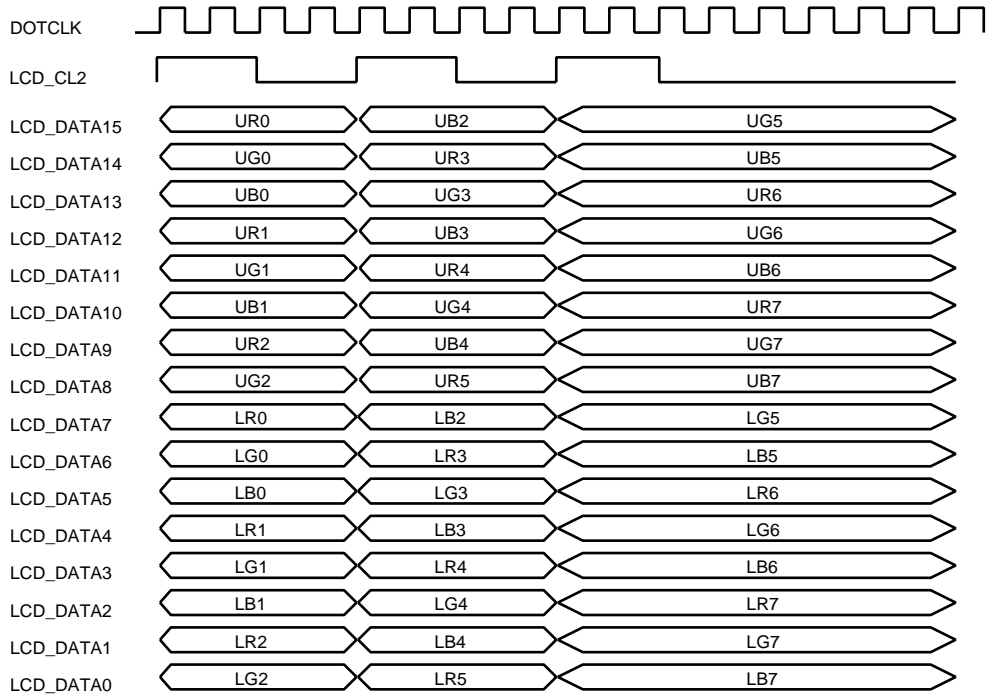 DOTCLK
LCD_CL2
LCD_DATA15 UR0 UB2 UG5
LCD_DATA14 UG0 UR3 UB5
LCD_DATA13 UB0 UG3 UR6
LCD_DATA12 UR1 UB3 UG6
LCD_DATA11 UG1 UR4 UB6
LCD_DATA10 UB1 UG4 UR7
LCD_DATA9 UR2 UB4 UG7
LCD_DATA8 UG2 UR5 UB7
LCD_DATA7 LR0 LB2 LG5
LCD_DATA6 LG0 LR3 LB5
LCD_DATA5 LB0 LG3 LR6
LCD_DATA4 LR1 LB3 LG6
LCD_DATA3 LG1 LR4 LB6
LCD_DATA2 LB1 LG4 LR7
LCD_DATA1 LR2 LB4 LG7
LCD_DATA0 LG2 LR5 LB7